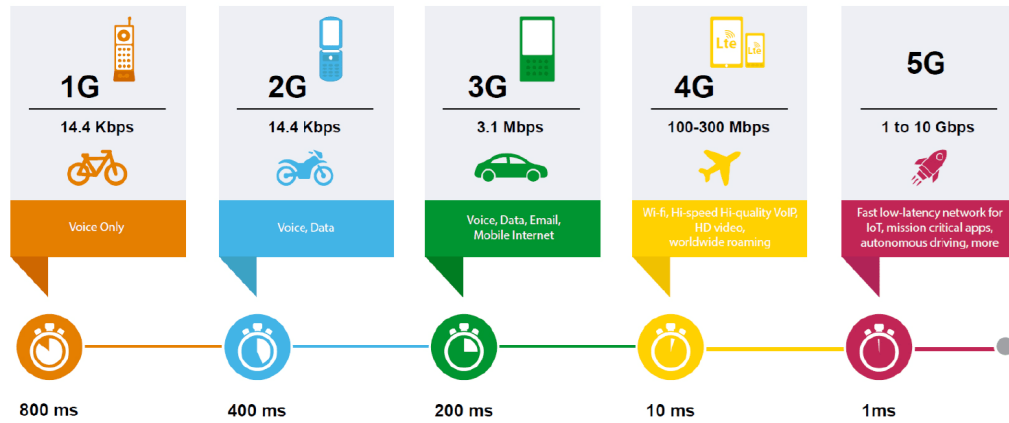 1G
14.4 Kbps
Voice Only
800 ms
2G
14.4 Kbps
Voice, Data
400 ms
3G
3.1 Mbps
Voice, Data, Email,
Mobile Internet
200 ms
Lte
Lte
4G
100-300 Mbps
Wi-fi, Hi-speed Hi-quality VoIP,
HD video,
worldwide roaming
10 ms
5G
1 to 10 Gbps
Fast low-latency network for
IoT, mission critical apps,
autonomous driving, more
1ms